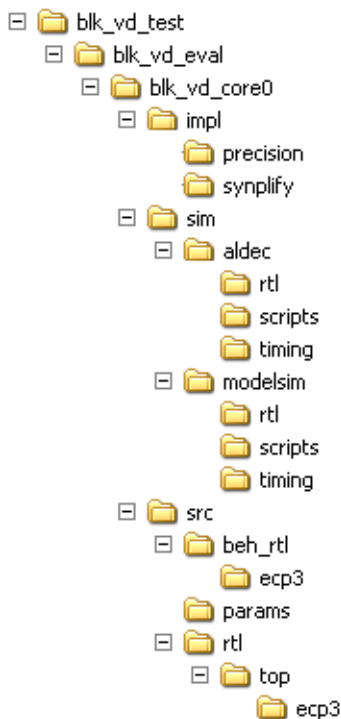 blk_vd_test
blk_vd_eval
blk_vd_core0
impl
precision
synplify
sim
aldec
rtl
scripts
timing
modelsim
rtl
scripts
timing
src
beh_rtl
ecp3
params
rtl
top
ecp3